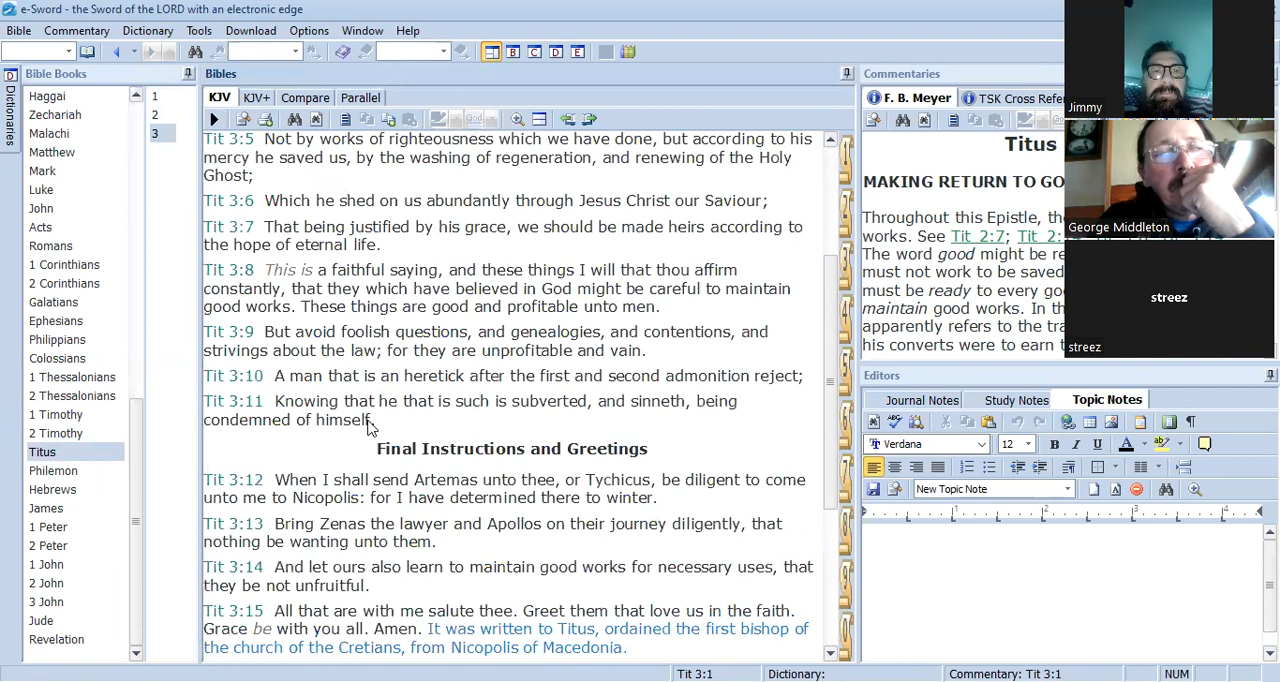 e-Sword - the Sword of the LORD with an electronic edge
Bible Commentary Dictionary Tools Download Options Window Help
B C D E
Dictionaries
Bible Books
Haggai
Zechariah
Malachi
Matthew
Mark
Luke
John
Acts
Romans
1 Corinthians
2 Corinthians
Galatians
Ephesians
Philippians
Colossians
1 Thessalonians
2 Thessalonians
1 Timothy
2 Timothy
Titus
Philemon
Hebrews
James
1 Peter
2 Peter
1 John
2 John
3 John
Jude
Revelation
1
2
3
Bibles
KJV KJV+ Compare Parallel
Tit 3:5 Not by works of righteousness which we have done, but according to his
mercy he saved us, by the washing of regeneration, and renewing of the Holy
Ghost;
Tit 3:6 Which he shed on us abundantly through Jesus Christ our Saviour;
Tit 3:7 That being justified by his grace, we should be made heirs according to
the hope of eternal life.
Tit 3:8 This is a faithful saying, and these things I will that thou affirm
constantly, that they which have believed in God might be careful to maintain
good works. These things are good and profitable unto men.
Tit 3:9 But avoid foolish questions, and genealogies, and contentions, and
strivings about the law; for they are unprofitable and vain.
Tit 3:10 A man that is an heretick after the first and second admonition reject;
Tit 3:11 Knowing that he that is such is subverted, and sinneth, being
condemned of himself.
Final Instructions and Greetings
Tit 3:12 When I shall send Artemas unto thee, or Tychicus, be diligent to come
unto me to Nicopolis: for I have determined there to winter.
Tit 3:13 Bring Zenas the lawyer and Apollos on their journey diligently, that
nothing be wanting unto them.
Tit 3:14 And let ours also learn to maintain good works for necessary uses, that
they be not unfruitful.
Tit 3:15 All that are with me salute thee. Greet them that love us in the faith.
Grace be with you all. Amen. It was written to Titus, ordained the first bishop of
the church of the Cretians, from Nicopolis of Macedonia.
1
2
3
4
5
6
7
8
9
0
Commentaries
F. B. Meyer TSK Cross Refer
Titus
MAKING RETURN TO GO
Throughout this Epistle, the
works. See Tit 2:7; Tit 2:
The word good might be re
must not work to be saved
must be ready to every goo
maintain good works. In th
apparently refers to the tra
his converts were to earn t
Jimmy
George Middleton
streez
streez
Editors
Journal Notes Study Notes Topic Notes
Verdana 12 B I U A ab
New Topic Note
1 2 3 4
Tit 3:1 Dictionary: Commentary: Tit 3:1 NUM